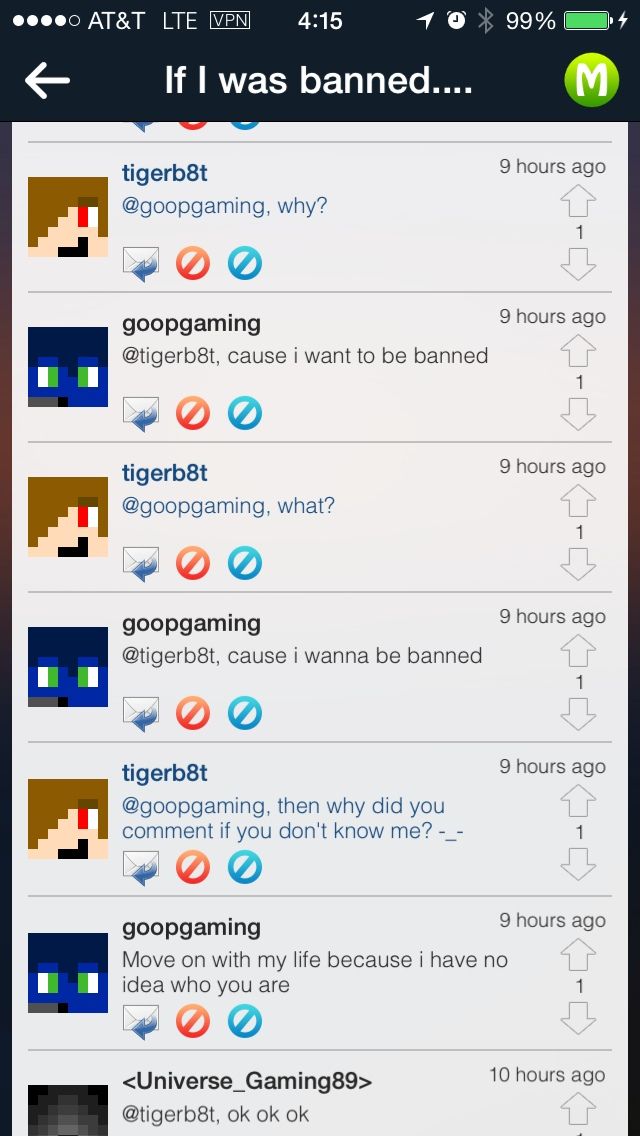 AT&T LTE VPN 4:15 99%
If I was banned.... M
tigerb8t 9 hours ago
@goopgaming, why?
1
goopgaming 9 hours ago
@tigerb8t, cause i want to be banned
1
tigerb8t 9 hours ago
@goopgaming, what?
1
goopgaming 9 hours ago
@tigerb8t, cause i wanna be banned
1
tigerb8t 9 hours ago
@goopgaming, then why did you
comment if you don't know me? -_-
1
goopgaming 9 hours ago
Move on with my life because i have no
idea who you are
1
<Universe_Gaming89> 10 hours ago
@tigerb8t, ok ok ok